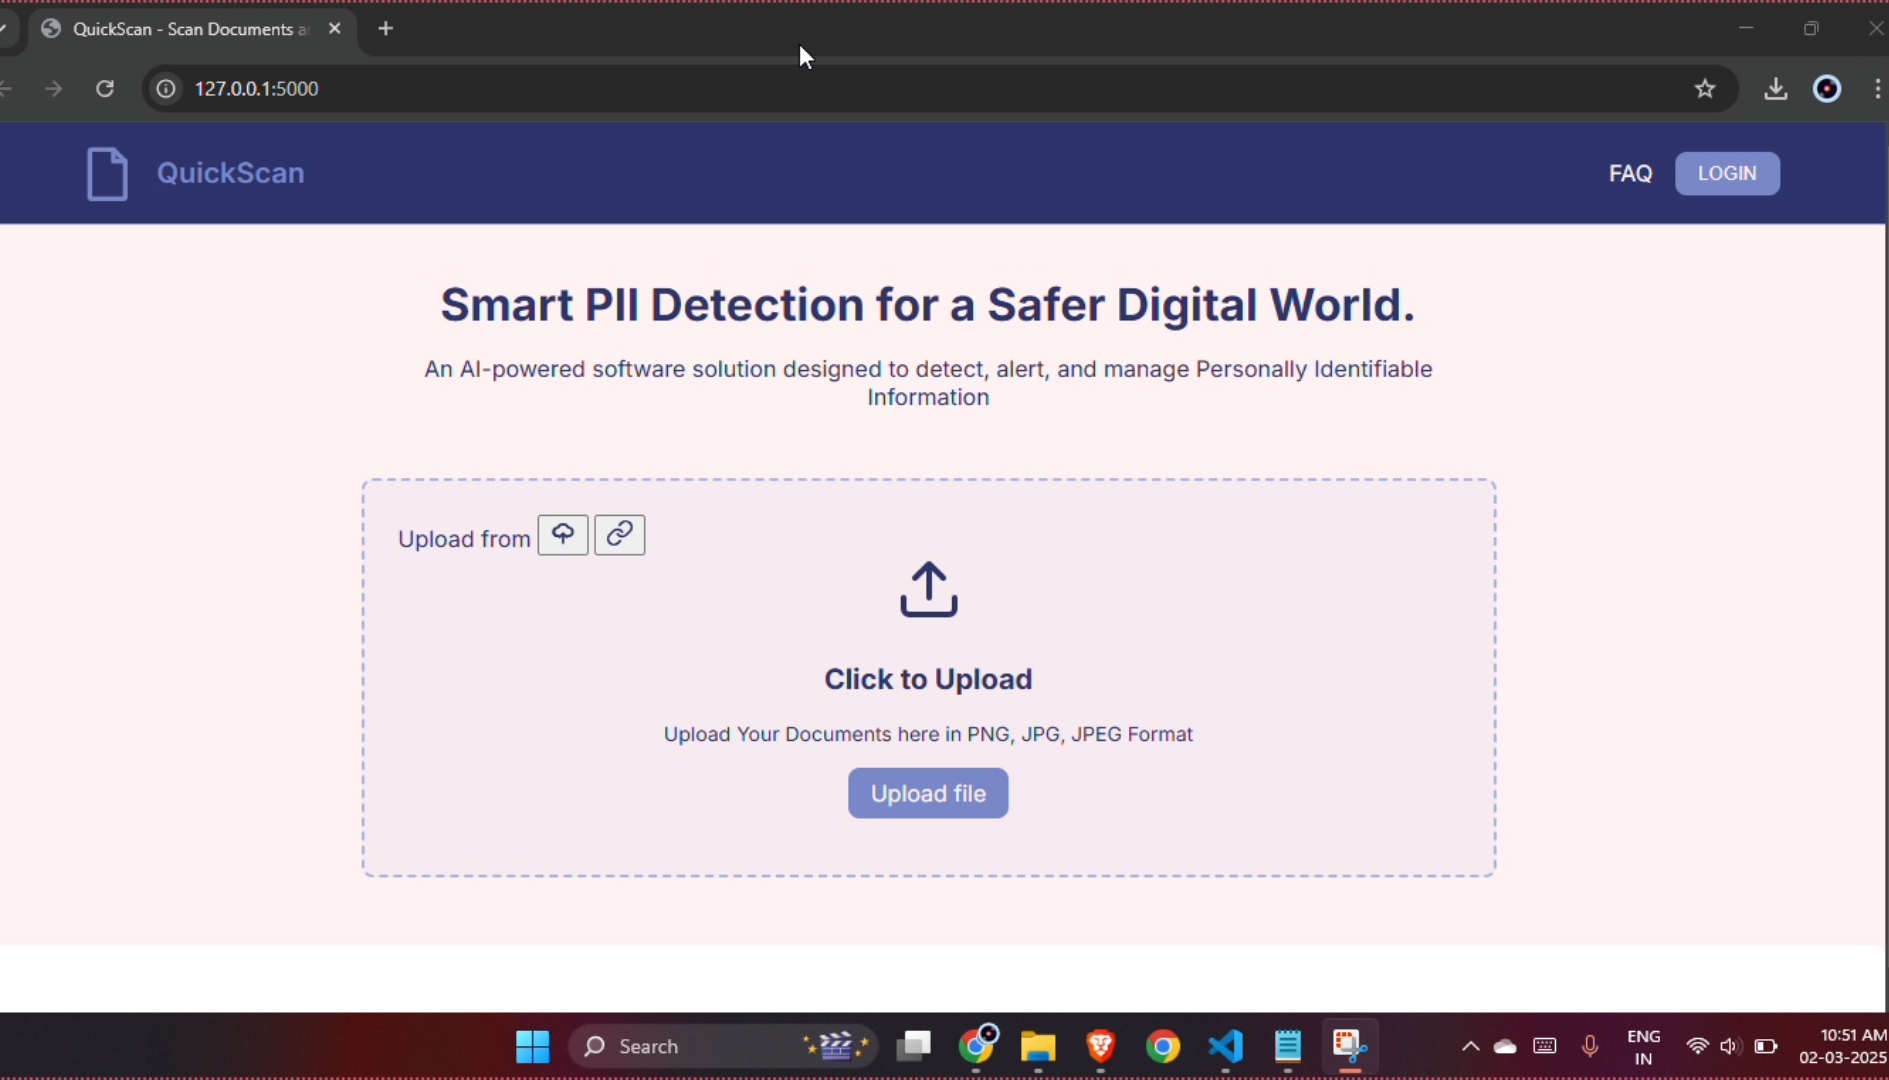 QuickScan - Scan Documents a
127.0.0.1:5000
QuickScan
FAQ
LOGIN
Smart PII Detection for a Safer Digital World.
An AI-powered software solution designed to detect, alert, and manage Personally Identifiable
Information
Upload from
Click to Upload
Upload Your Documents here in PNG, JPG, JPEG Format
Upload file
Search
ENG
IN
10:51 AM
02-03-2025